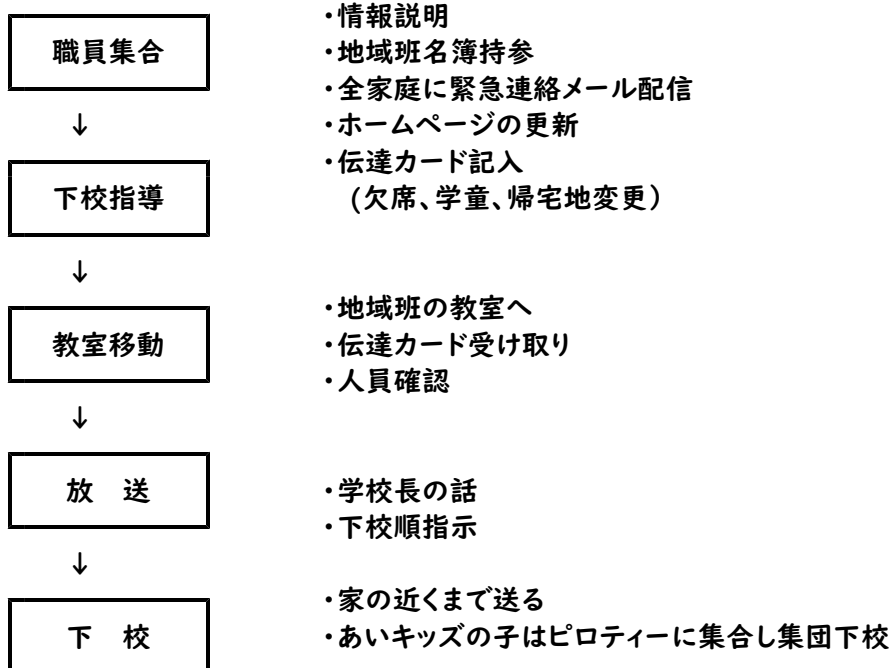 職員集合
・情報説明
・地域班名簿持参
・全家庭に緊急連絡メール配信
↓
・ホームページの更新
・伝達カード記入
下校指導
(欠席、学童、帰宅地変更)
↓
教室移動
・地域班の教室へ
・伝達カード受け取り
・人員確認
↓
放 送
・学校長の話
・下校順指示
↓
下 校
・家の近くまで送る
・あいキッズの子はピロティーに集合し集団下校